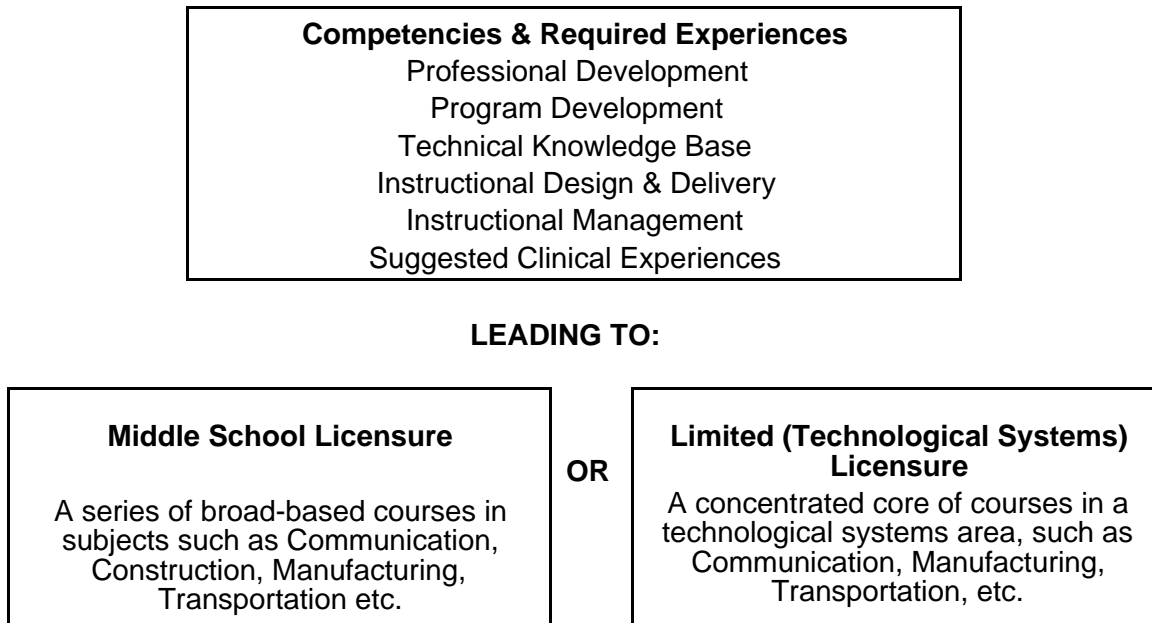 Competencies & Required Experiences
Professional Development
Program Development
Technical Knowledge Base
Instructional Design & Delivery
Instructional Management
Suggested Clinical Experiences
LEADING TO:
Middle School Licensure
A series of broad-based courses in
subjects such as Communication,
Construction, Manufacturing,
Transportation etc.
OR
Limited (Technological Systems)
Licensure
A concentrated core of courses in a
technological systems area, such as
Communication, Manufacturing,
Transportation, etc.